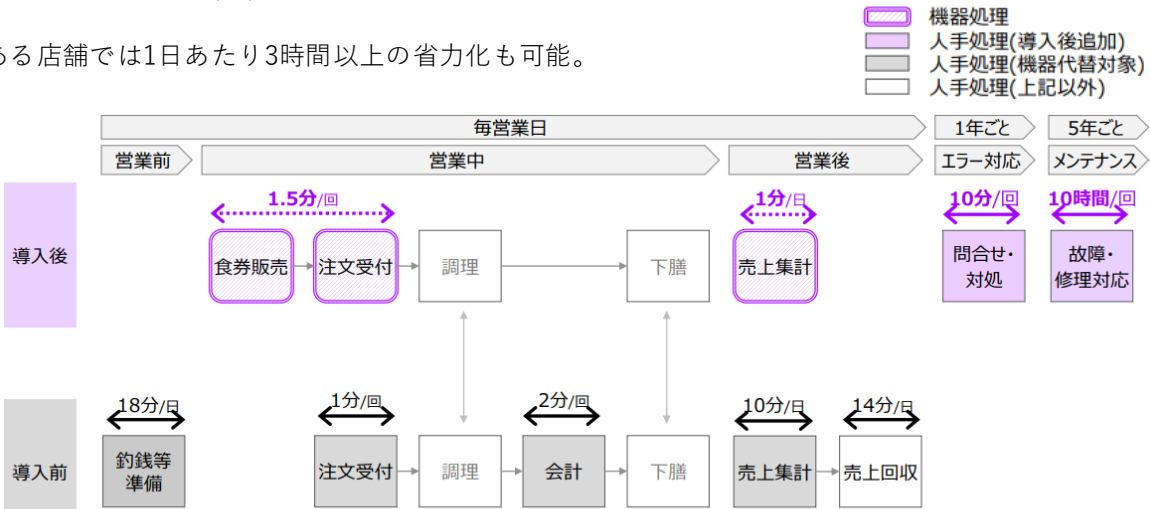 機器処理
ある店舗では1日あたり3時間以上の省力化も可能。
人手処理(導入後追加)
人手処理(機器代替対象)
人手処理(上記以外)
毎営業日
1年ごと
5年ごと
営業前
営業中
営業後
エラー対応
メンテナンス
導入後
1.5分/回
1分/日
10分/回
10時間/回
食券販売
注文受付
調理
下膳
売上集計
問合せ・
対処
故障・
修理対応
導入前
18分/日
1分/回
2分/回
10分/日
14分/日
釣銭等
準備
注文受付
調理
会計
下膳
売上集計
売上回収